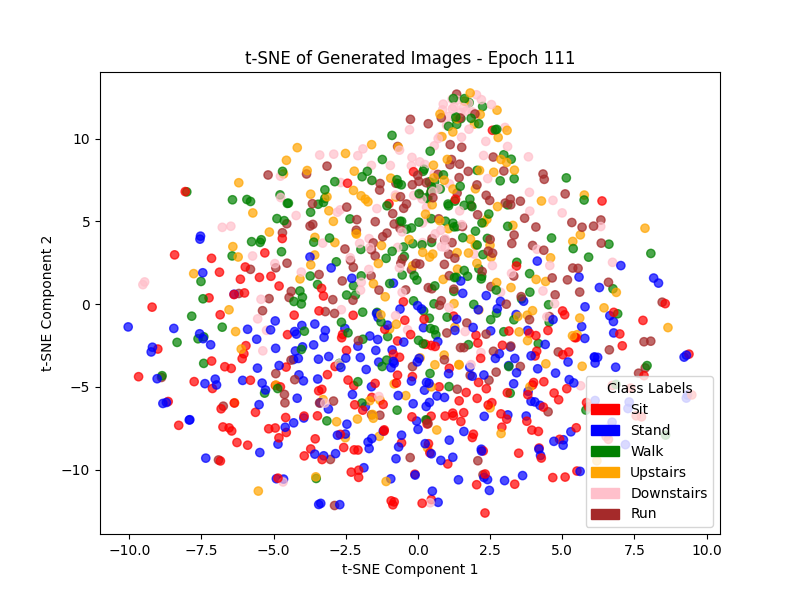 t-SNE of Generated Images - Epoch 111
t-SNE Component 2
10
5
0
−5
−10
−10.0
−7.5
−5.0
−2.5
0.0
2.5
5.0
7.5
10.0
t-SNE Component 1
Class Labels
Sit
Stand
Walk
Upstairs
Downstairs
Run